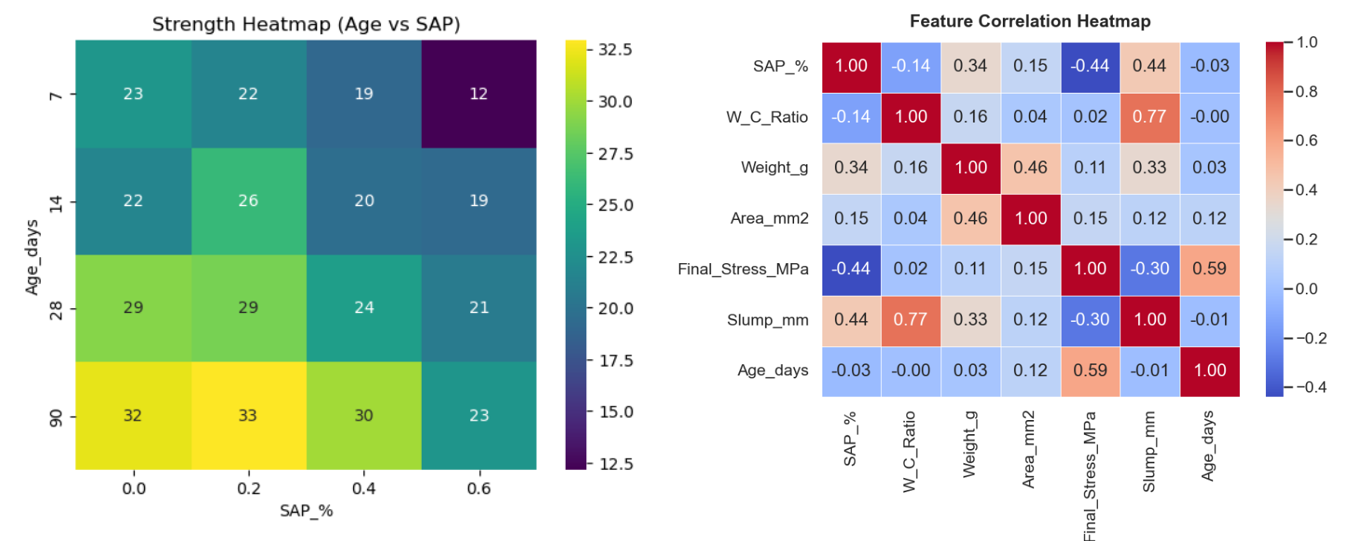 Strength Heatmap (Age vs SAP)
Age_days
7
23 22 19 12
14
22 26 20 19
28
29 29 24 21
90
32 33 30 23
0.0 0.2 0.4 0.6
SAP_%
32.5
30.0
27.5
25.0
22.5
20.0
17.5
15.0
12.5
Feature Correlation Heatmap
SAP_% 1.00 -0.14 0.34 0.15 -0.44 0.44 -0.03
W_C_Ratio -0.14 1.00 0.16 0.04 0.02 0.77 -0.00
Weight_g 0.34 0.16 1.00 0.46 0.11 0.33 0.03
Area_mm2 0.15 0.04 0.46 1.00 0.15 0.12 0.12
Final_Stress_MPa -0.44 0.02 0.11 0.15 1.00 -0.30 0.59
Slump_mm 0.44 0.77 0.33 0.12 -0.30 1.00 -0.01
Age_days -0.03 -0.00 0.03 0.12 0.59 -0.01 1.00
SAP_%
W_C_Ratio
Weight_g
Area_mm2
Final_Stress_MPa
Slump_mm
Age_days
1.0
0.8
0.6
0.4
0.2
0.0
−0.2
−0.4